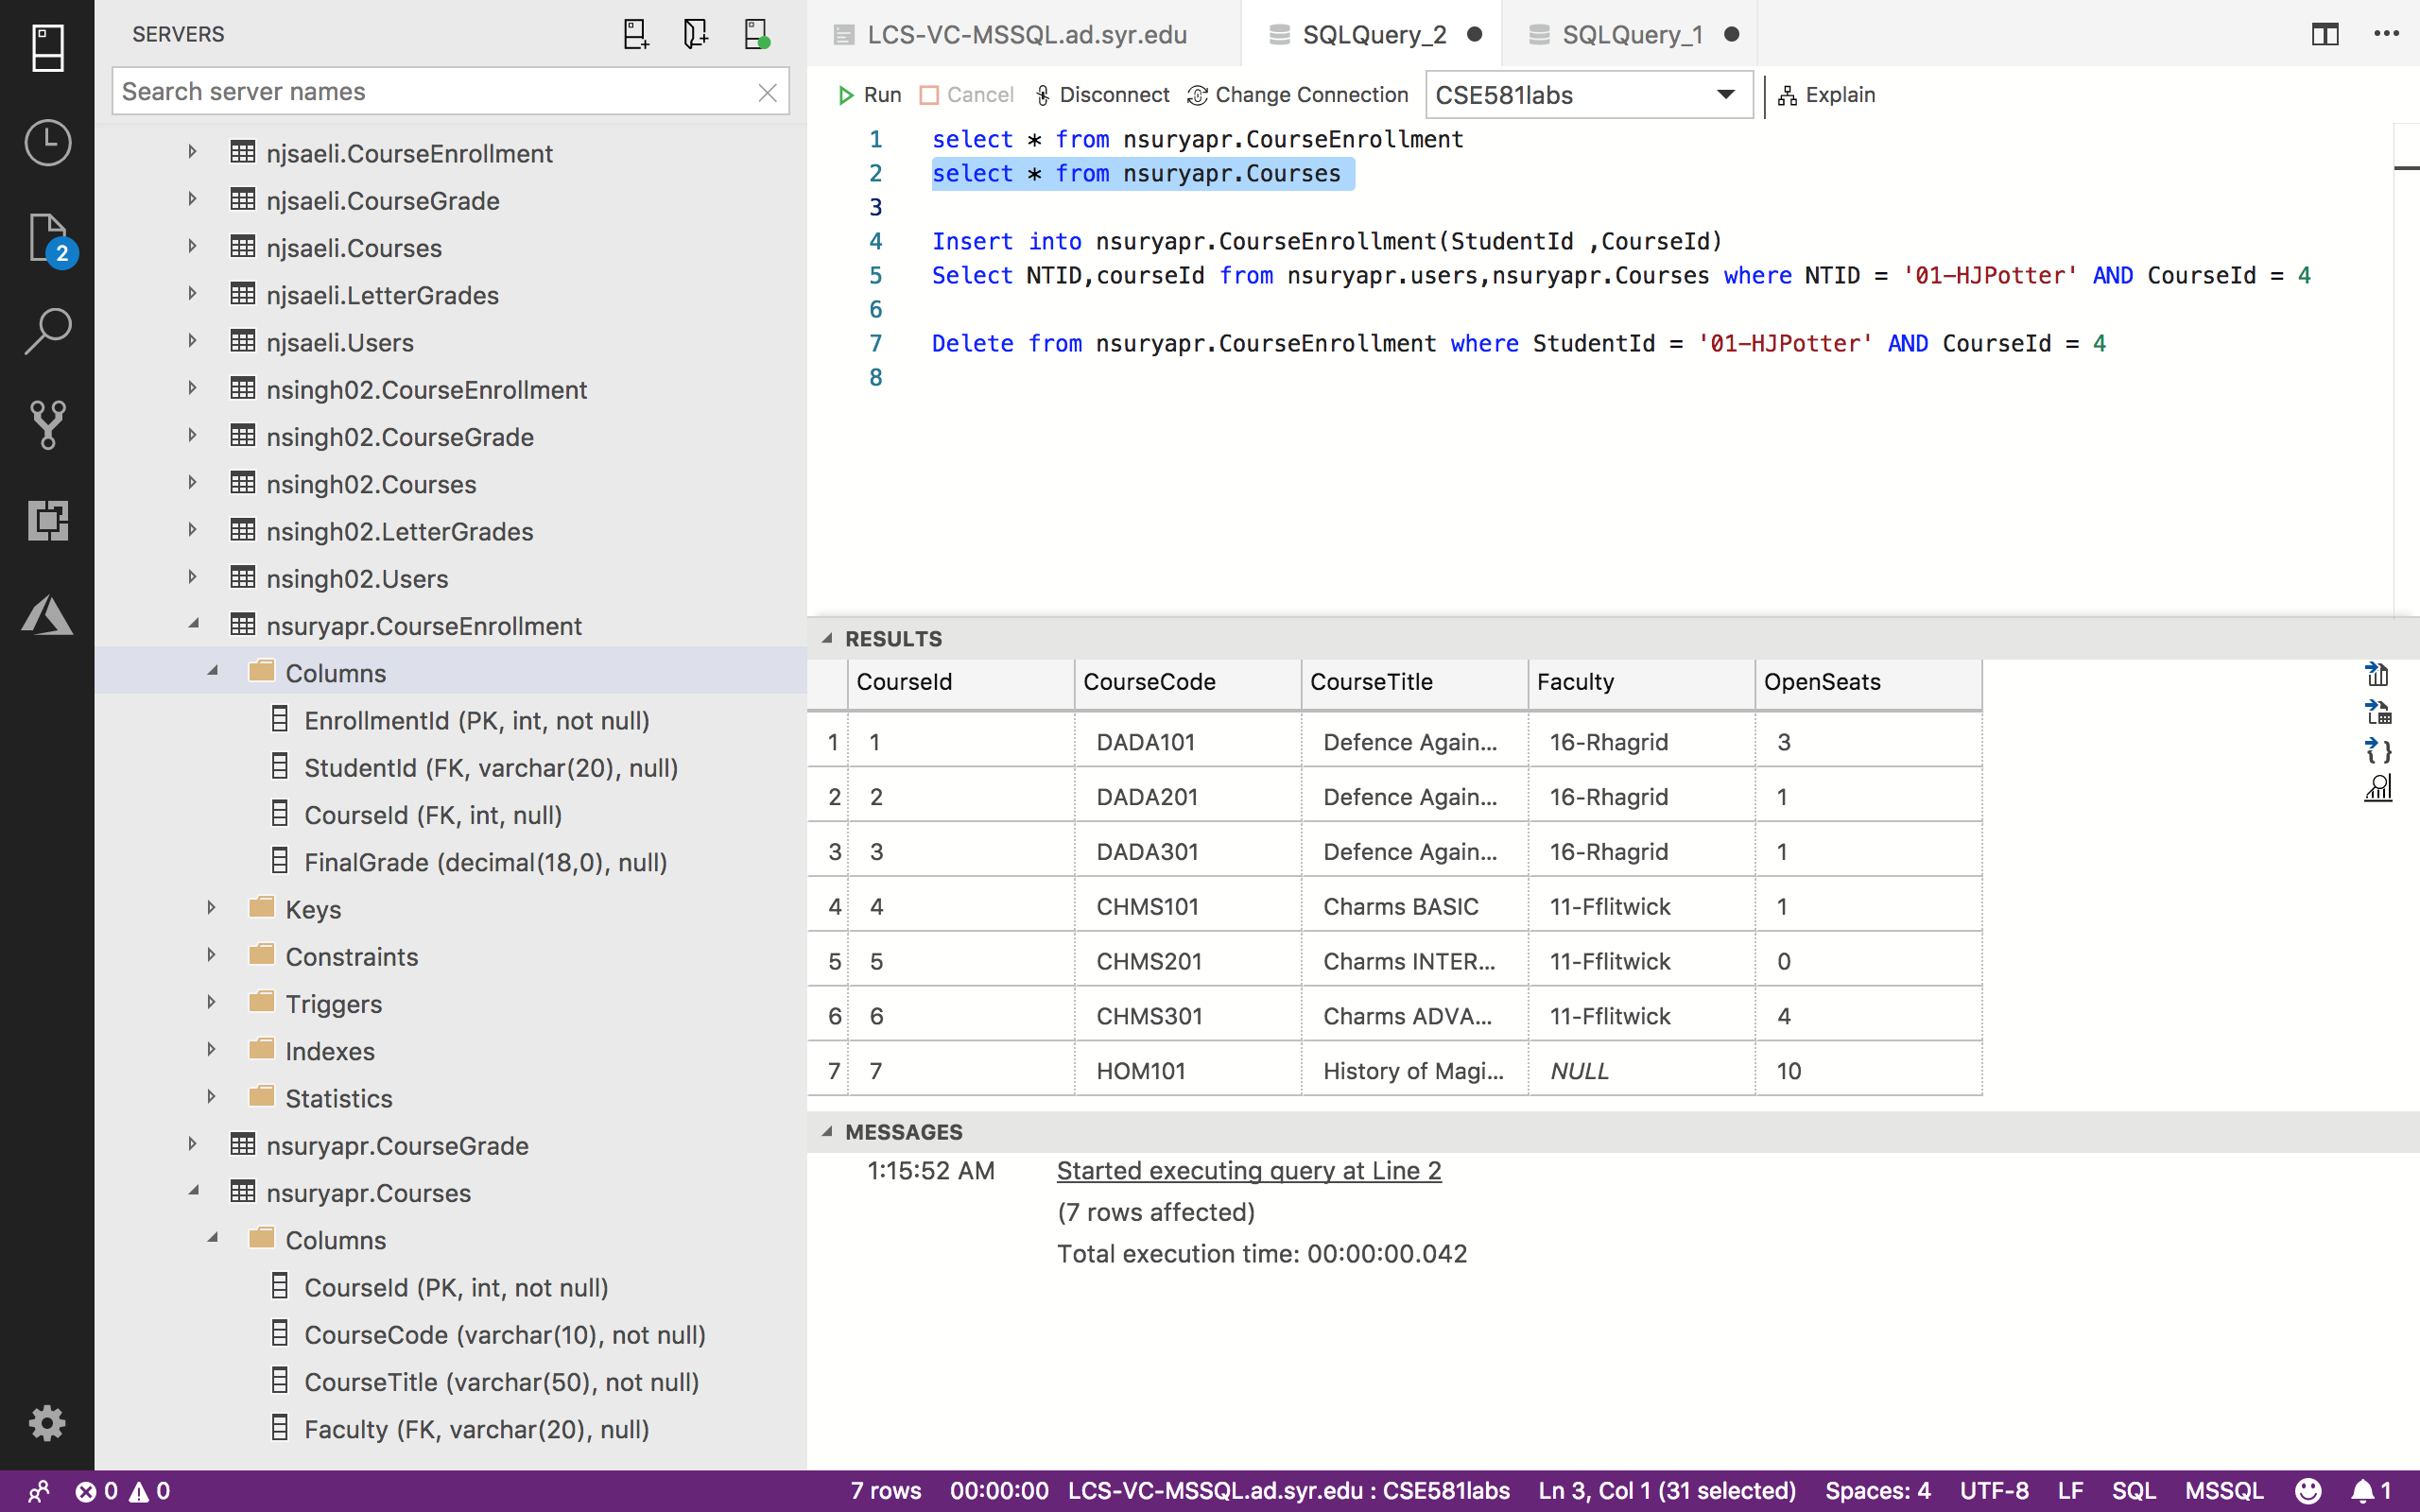 SERVERS
Search server names
2
njsaeli.CourseEnrollment
njsaeli.CourseGrade
njsaeli.Courses
njsaeli.LetterGrades
njsaeli.Users
nsingh02.CourseEnrollment
nsingh02.CourseGrade
nsingh02.Courses
nsingh02.LetterGrades
nsingh02.Users
nsuryapr.CourseEnrollment
Columns
EnrollmentId (PK, int, not null)
StudentId (FK, varchar(20), null)
CourseId (FK, int, null)
FinalGrade (decimal(18,0), null)
Keys
Constraints
Triggers
Indexes
Statistics
nsuryapr.CourseGrade
nsuryapr.Courses
Columns
CourseId (PK, int, not null)
CourseCode (varchar(10), not null)
CourseTitle (varchar(50), not null)
Faculty (FK, varchar(20), null)
LCS-VC-MSSQL.ad.syr.edu SQLQuery_2 SQLQuery_1
Run Cancel Disconnect Change Connection CSE581labs Explain
1 select * from nsuryapr.CourseEnrollment
2 select * from nsuryapr.Courses
3
4 Insert into nsuryapr.CourseEnrollment(StudentId ,CourseId)
5 Select NTID,courseId from nsuryapr.users,nsuryapr.Courses where NTID = '01-HJPotter' AND CourseId = 4
6
7 Delete from nsuryapr.CourseEnrollment where StudentId = '01-HJPotter' AND CourseId = 4
8
RESULTS
CourseId CourseCode CourseTitle Faculty OpenSeats
1 1 DADA101 Defence Again... 16-Rhagrid 3
2 2 DADA201 Defence Again... 16-Rhagrid 1
3 3 DADA301 Defence Again... 16-Rhagrid 1
4 4 CHMS101 Charms BASIC 11-Fflitwick 1
5 5 CHMS201 Charms INTER... 11-Fflitwick 0
6 6 CHMS301 Charms ADVA... 11-Fflitwick 4
7 7 HOM101 History of Magi... NULL 10
MESSAGES
1:15:52 AM Started executing query at Line 2
(7 rows affected)
Total execution time: 00:00:00.042
0 0 7 rows 00:00:00 LCS-VC-MSSQL.ad.syr.edu : CSE581labs Ln 3, Col 1 (31 selected) Spaces: 4 UTF-8 LF SQL MSSQL 1